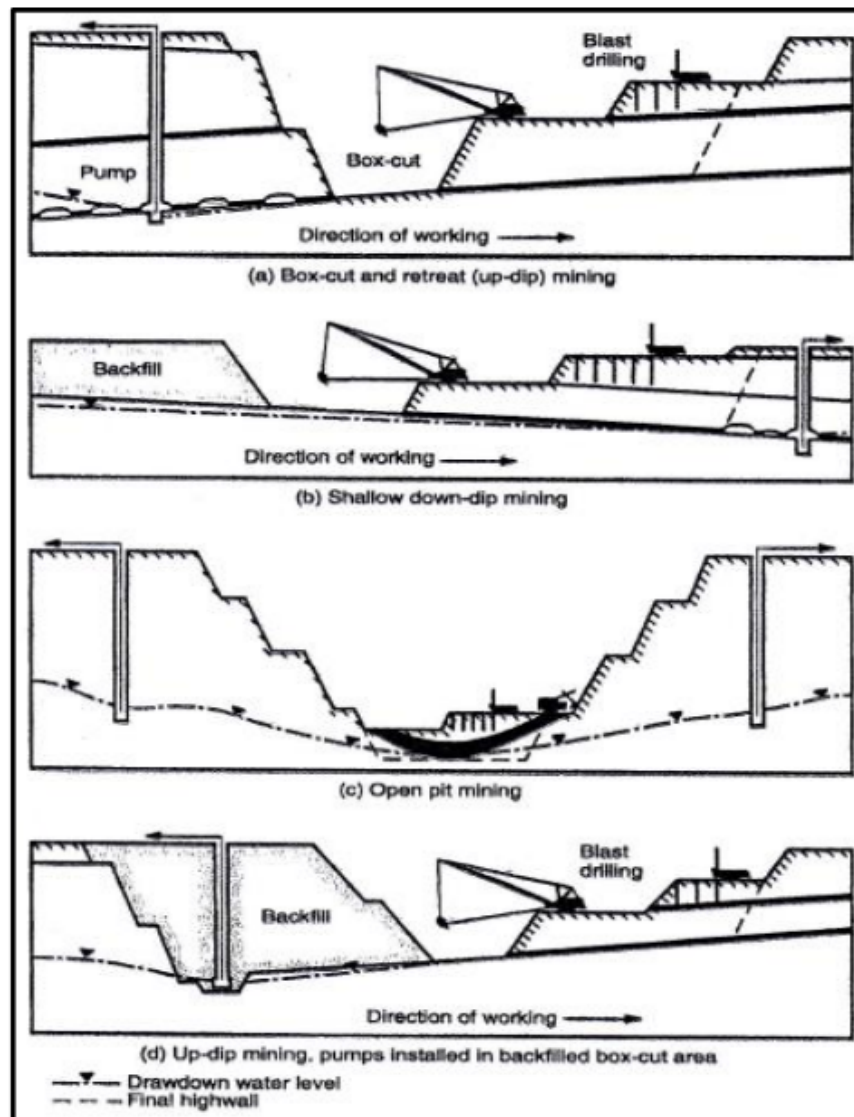 Blast
drilling
Pump
Box-cut
Direction of working
(a) Box-cut and retreat (up-dip) mining
Backfill
Direction of working
(b) Shallow down-dip mining
(c) Open pit mining
Blast
drilling
Backfill
Direction of working
(d) Up-dip mining, pumps installed in backfilled box-cut area
Drawdown water level
Final highwall